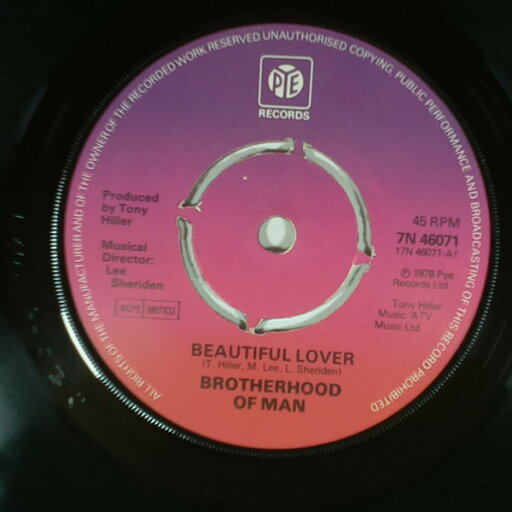 ALL RIGHTS OF THE MANUFACTURER AND OF THE OWNER OF THE RECORDED WORK RESERVED UNAUTHORISED COPYING, PUBLIC PERFORMANCE AND BROADCASTING OF THIS RECORD PROHIBITED
PYE
RECORDS
Produced
by Tony
Hiller
Musical
Director:
Lee
Sheriden
MCPS BRITICO
45 RPM
7N 46071
17N 46071-A1
℗ 1978 Pye
Records Ltd
Tony Hiller
Music/ATV
Music Ltd
BEAUTIFUL LOVER
(T. Hiller, M. Lee, L. Sheriden)
BROTHERHOOD
OF MAN